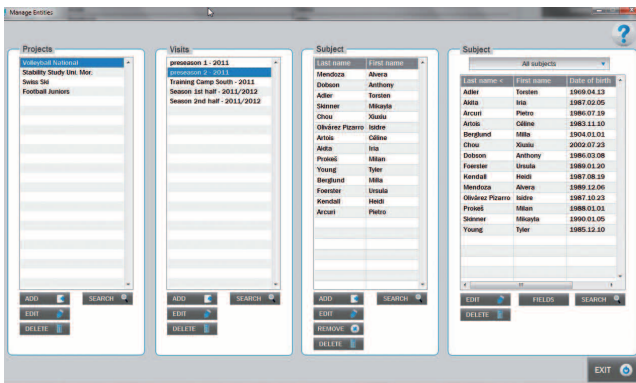 Manage Entities
?
Projects
Volleyball National
Stability Study Uni. Mor.
Swiss Ski
Football Juniors
ADD
SEARCH
EDIT
DELETE
Visits
preseason 1 - 2011
preseason 2 - 2011
Training Camp South - 2011
Season 1st half - 2011/2012
Season 2nd half - 2011/2012
ADD
SEARCH
EDIT
DELETE
Subject
Last name First name
Mendoza Alvera
Dobson Anthony
Adler Torsten
Skinner Mikayla
Chou Xiuxiu
Olivárez Pizarro Isidre
Artois Céline
Akita Iria
Prokeš Milan
Young Tyler
Berglund Milla
Foerster Ursula
Kendall Heidi
Arcuri Pietro
ADD
SEARCH
EDIT
REMOVE
DELETE
Subject
All subjects
Last name < First name Date of birth
Adler Torsten 1969.04.13
Akita Iria 1987.02.05
Arcuri Pietro 1986.07.19
Artois Céline 1983.11.10
Berglund Milla 1904.01.01
Chou Xiuxiu 2002.07.23
Dobson Anthony 1986.03.08
Foerster Ursula 1989.01.20
Kendall Heidi 1987.08.19
Mendoza Alvera 1989.12.06
Olivárez Pizarro Isidre 1987.10.23
Prokeš Milan 1988.01.01
Skinner Mikayla 1990.01.05
Young Tyler 1985.12.10
EDIT
FIELDS
SEARCH
DELETE
EXIT